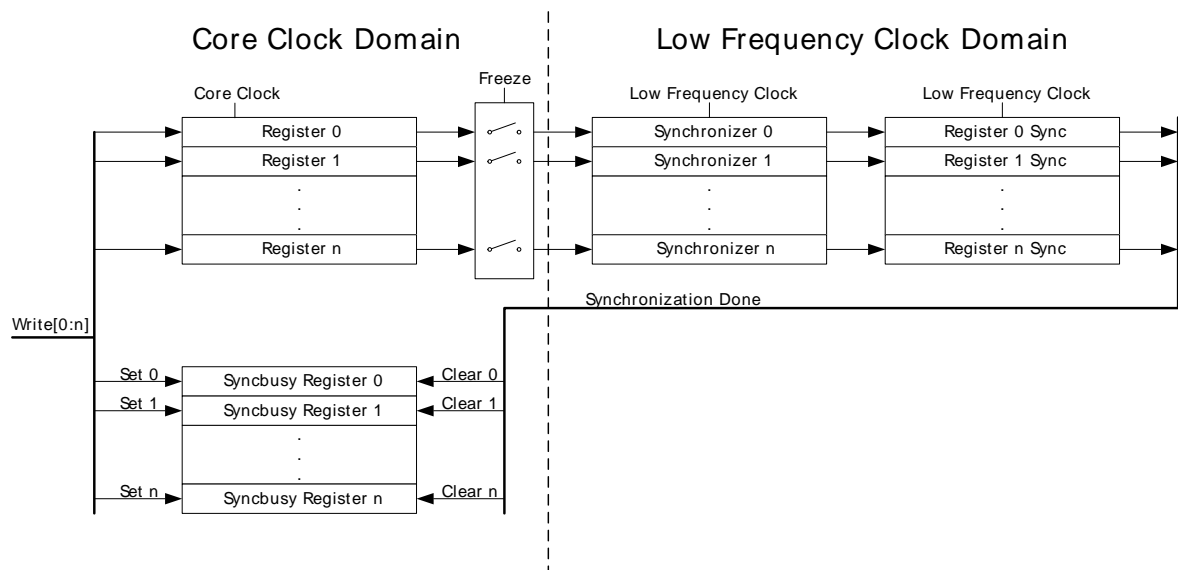 Core Clock Domain
Low Frequency Clock Domain
Freeze
Core Clock
Low Frequency Clock
Low Frequency Clock
Register 0
Synchronizer 0
Register 0 Sync
Register 1
Synchronizer 1
Register 1 Sync
.
.
.
.
.
.
.
.
.
Register n
Synchronizer n
Register n Sync
Synchronization Done
Write[0:n]
Set 0
Syncbusy Register 0
Clear 0
Set 1
Syncbusy Register 1
Clear 1
.
.
.
Set n
Syncbusy Register n
Clear n